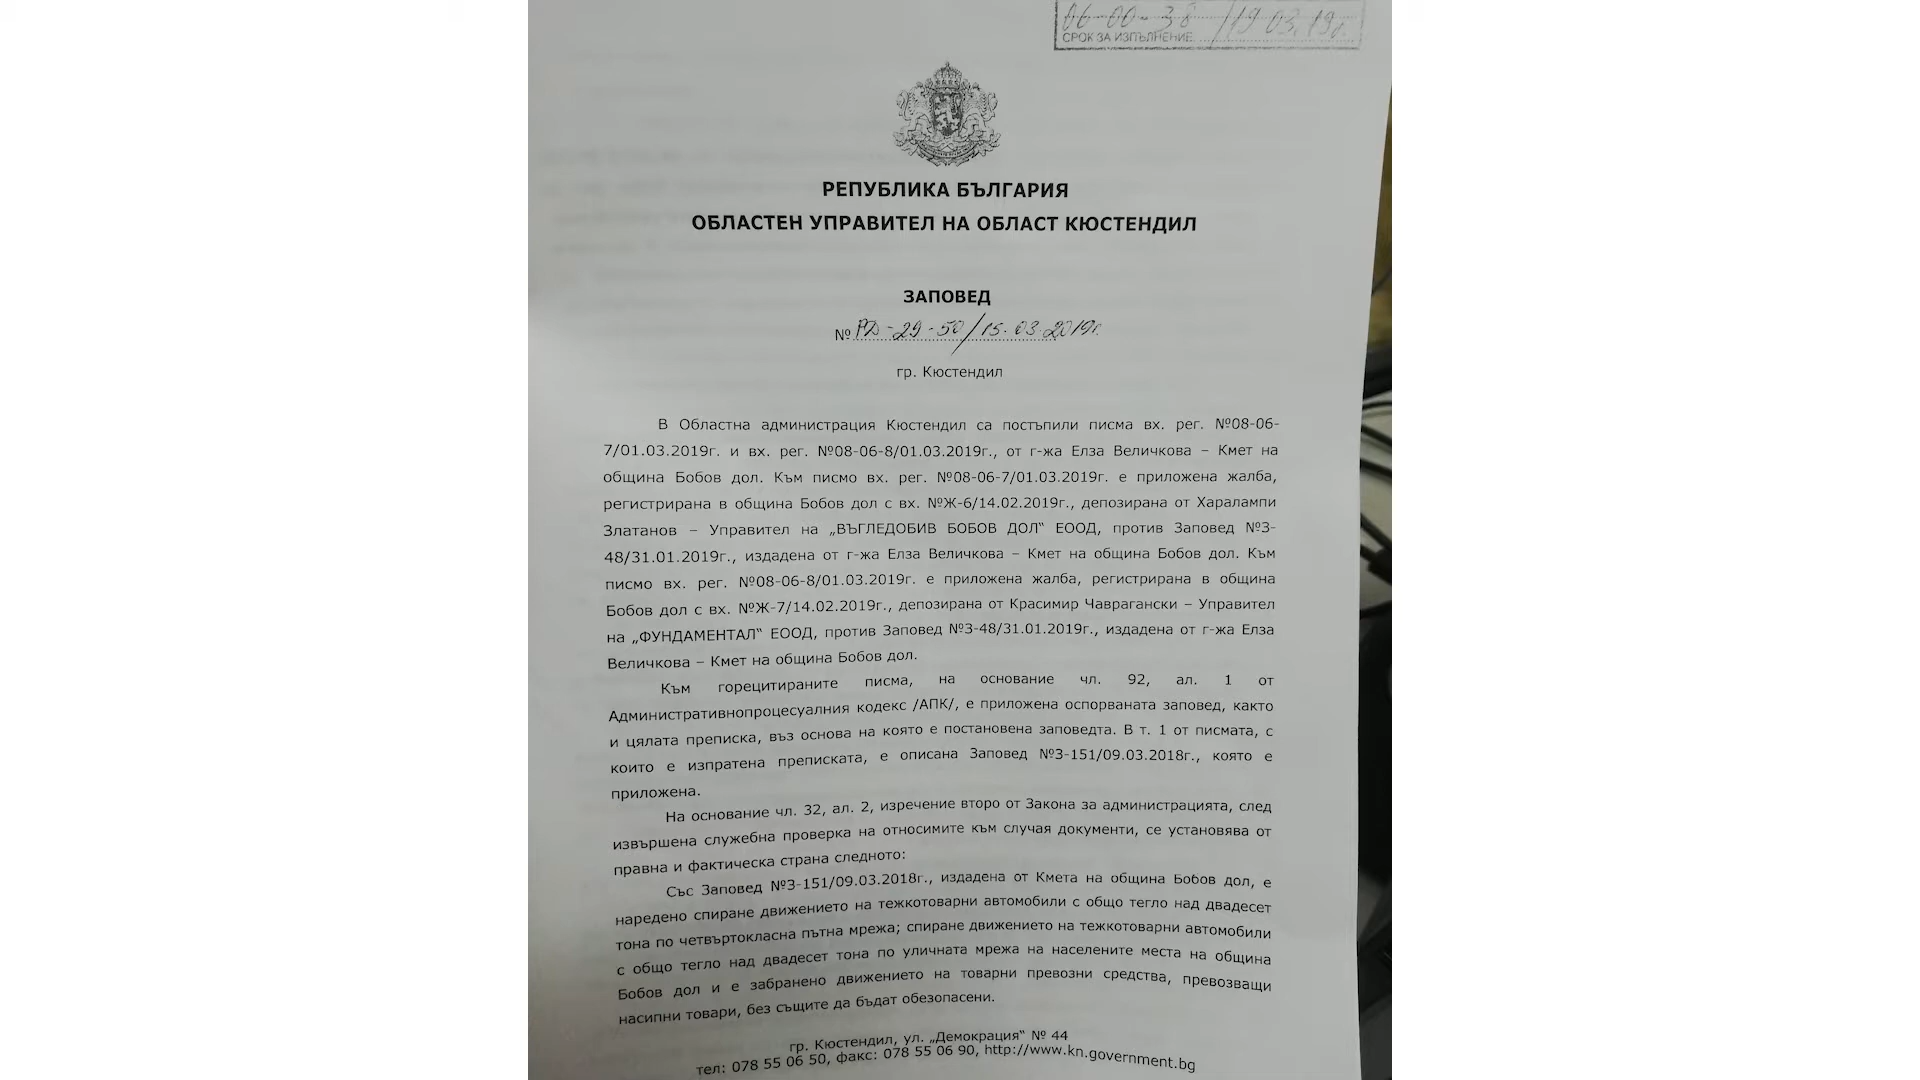 06-00-38/19.03.19г.
СРОК ЗА ИЗПЪЛНЕНИЕ
РЕПУБЛИКА БЪЛГАРИЯ
ОБЛАСТЕН УПРАВИТЕЛ НА ОБЛАСТ КЮСТЕНДИЛ
ЗАПОВЕД
№ РД-29-50/15.03.2019г.
гр. Кюстендил
В Областна администрация Кюстендил са постъпили писма вх. рег. №08-06-
7/01.03.2019г. и вх. рег. №08-06-8/01.03.2019г., от г-жа Елза Величкова – Кмет на
община Бобов дол. Към писмо вх. рег. №08-06-7/01.03.2019г. е приложена жалба,
регистрирана в община Бобов дол с вх. №Ж-6/14.02.2019г., депозирана от Харалампи
Златанов – Управител на „ВЪГЛЕДОБИВ БОБОВ ДОЛ“ ЕООД, против Заповед №З-
48/31.01.2019г., издадена от г-жа Елза Величкова – Кмет на община Бобов дол. Към
писмо вх. рег. №08-06-8/01.03.2019г. е приложена жалба, регистрирана в община
Бобов дол с вх. №Ж-7/14.02.2019г., депозирана от Красимир Чаврагански – Управител
на „ФУНДАМЕНТАЛ“ ЕООД, против Заповед №З-48/31.01.2019г., издадена от г-жа Елза
Величкова – Кмет на община Бобов дол.
Към горецитираните писма, на основание чл. 92, ал. 1 от
Административнопроцесуалния кодекс /АПК/, е приложена оспорваната заповед, както
и цялата преписка, въз основа на която е постановена заповедта. В т. 1 от писмата, с
които е изпратена преписката, е описана Заповед №З-151/09.03.2018г., която е
приложена.
На основание чл. 32, ал. 2, изречение второ от Закона за администрацията, след
извършена служебна проверка на относимите към случая документи, се установява от
правна и фактическа страна следното:
Със Заповед №З-151/09.03.2018г., издадена от Кмета на община Бобов дол, е
наредено спиране движението на тежкотоварни автомобили с общо тегло над двадесет
тона по четвъртокласна пътна мрежа; спиране движението на тежкотоварни автомобили
с общо тегло над двадесет тона по уличната мрежа на населените места на община
Бобов дол и е забранено движението на товарни превозни средства, превозващи
насипни товари, без същите да бъдат обезопасени.
гр. Кюстендил, ул. „Демокрация“ № 44
тел: 078 55 06 50, факс: 078 55 06 90, http://www.kn.government.bg